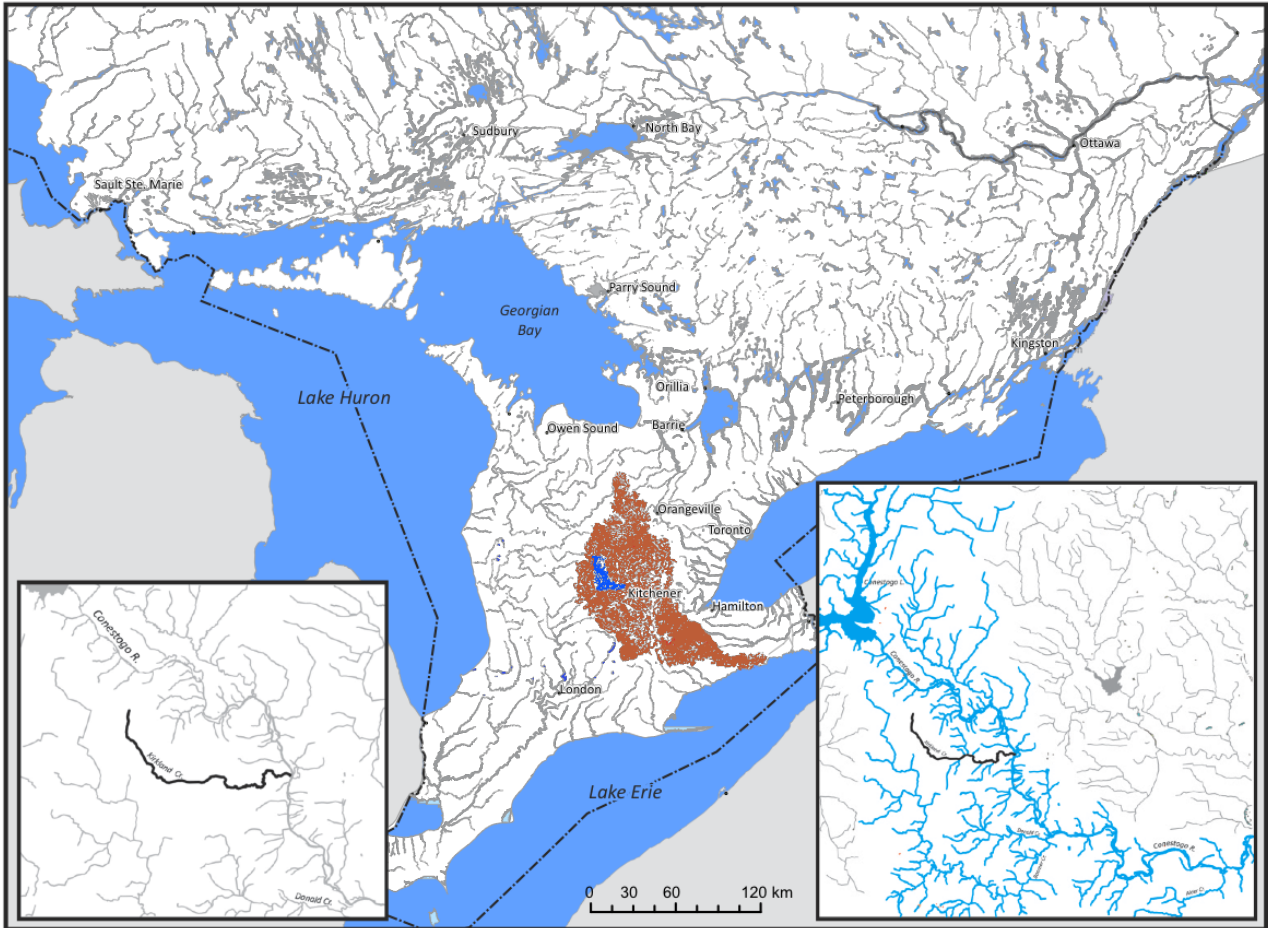 Sudbury
North Bay
Ottawa
Sault Ste. Marie
Parry Sound
Georgian
Bay
Kingston
Orillia
Lake Huron
Peterborough
Owen Sound
Barrie
Orangeville
Toronto
Kitchener
Hamilton
London
Lake Erie
0 30 60 120 km
Conestogo R.
Kirkland Cr.
Donald Cr.
Conestogo L.
Conestogo R.
Donald Cr.
Conestogo R.